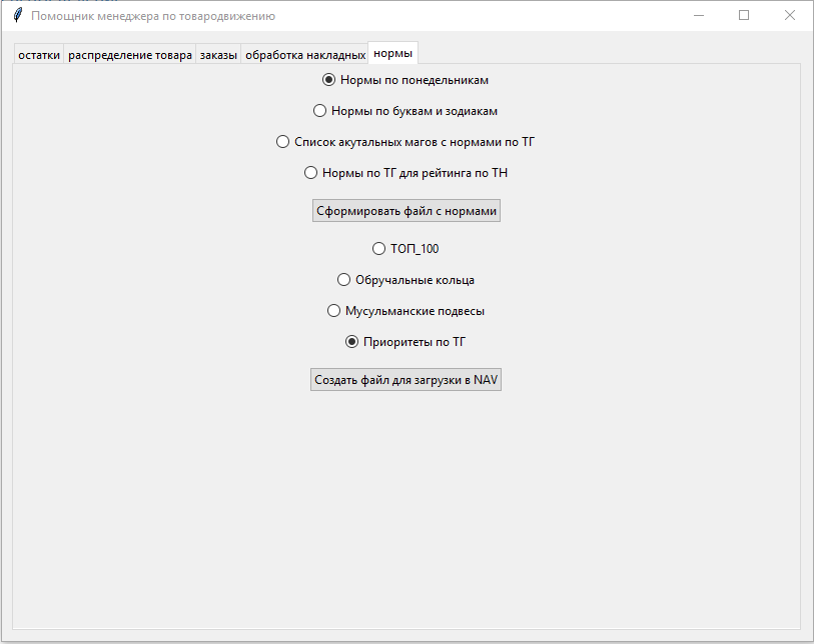 Помощник менеджера по товародвижению
остатки распределение товара заказы обработка накладных нормы
Нормы по понедельникам
Нормы по буквам и зодиакам
Список акутальных магов с нормами по ТГ
Нормы по ТГ для рейтинга по ТН
Сформировать файл с нормами
ТОП_100
Обручальные кольца
Мусульманские подвесы
Приоритеты по ТГ
Создать файл для загрузки в NAV